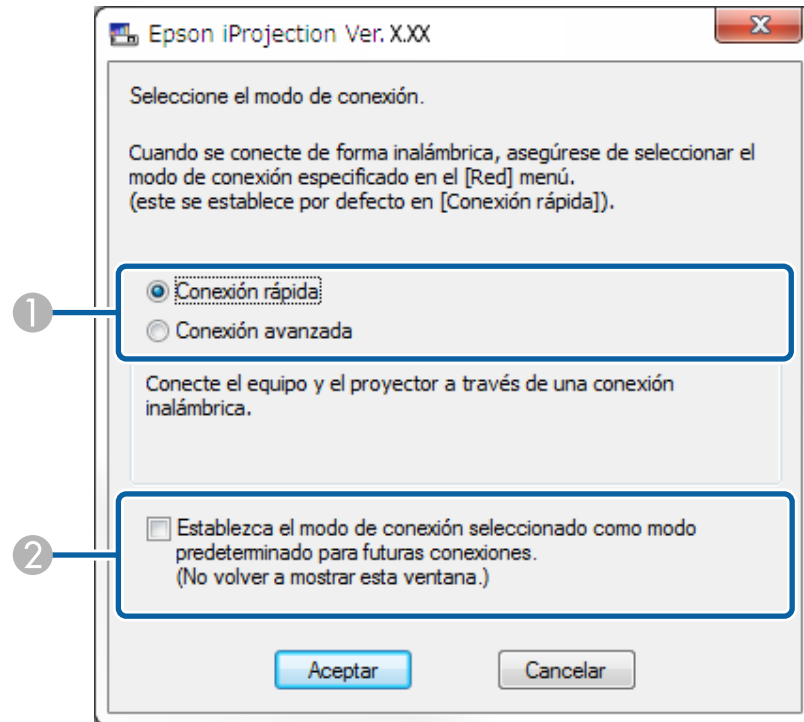 Epson iProjection Ver. X.XX
X
Seleccione el modo de conexión.
Cuando se conecte de forma inalámbrica, asegúrese de seleccionar el
modo de conexión especificado en el [Red] menú.
(este se establece por defecto en [Conexión rápida]).
1
Conexión rápida
Conexión avanzada
Conecte el equipo y el proyector a través de una conexión
inalámbrica.
2
Establezca el modo de conexión seleccionado como modo
predeterminado para futuras conexiones.
(No volver a mostrar esta ventana.)
Aceptar
Cancelar